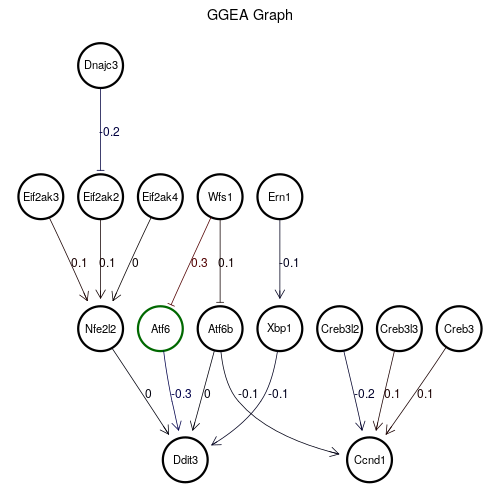 GGEA Graph
Dnajc3
-0.2
Eif2ak3 Eif2ak2 Eif2ak4 Wfs1 Ern1
0.1 0.1 0 0.3 0.1 -0.1
Nfe2l2 Atf6 Atf6b Xbp1 Creb3l2 Creb3l3 Creb3
0 -0.3 0 -0.1 -0.1 -0.2 0.1 0.1
Ddit3 Ccnd1